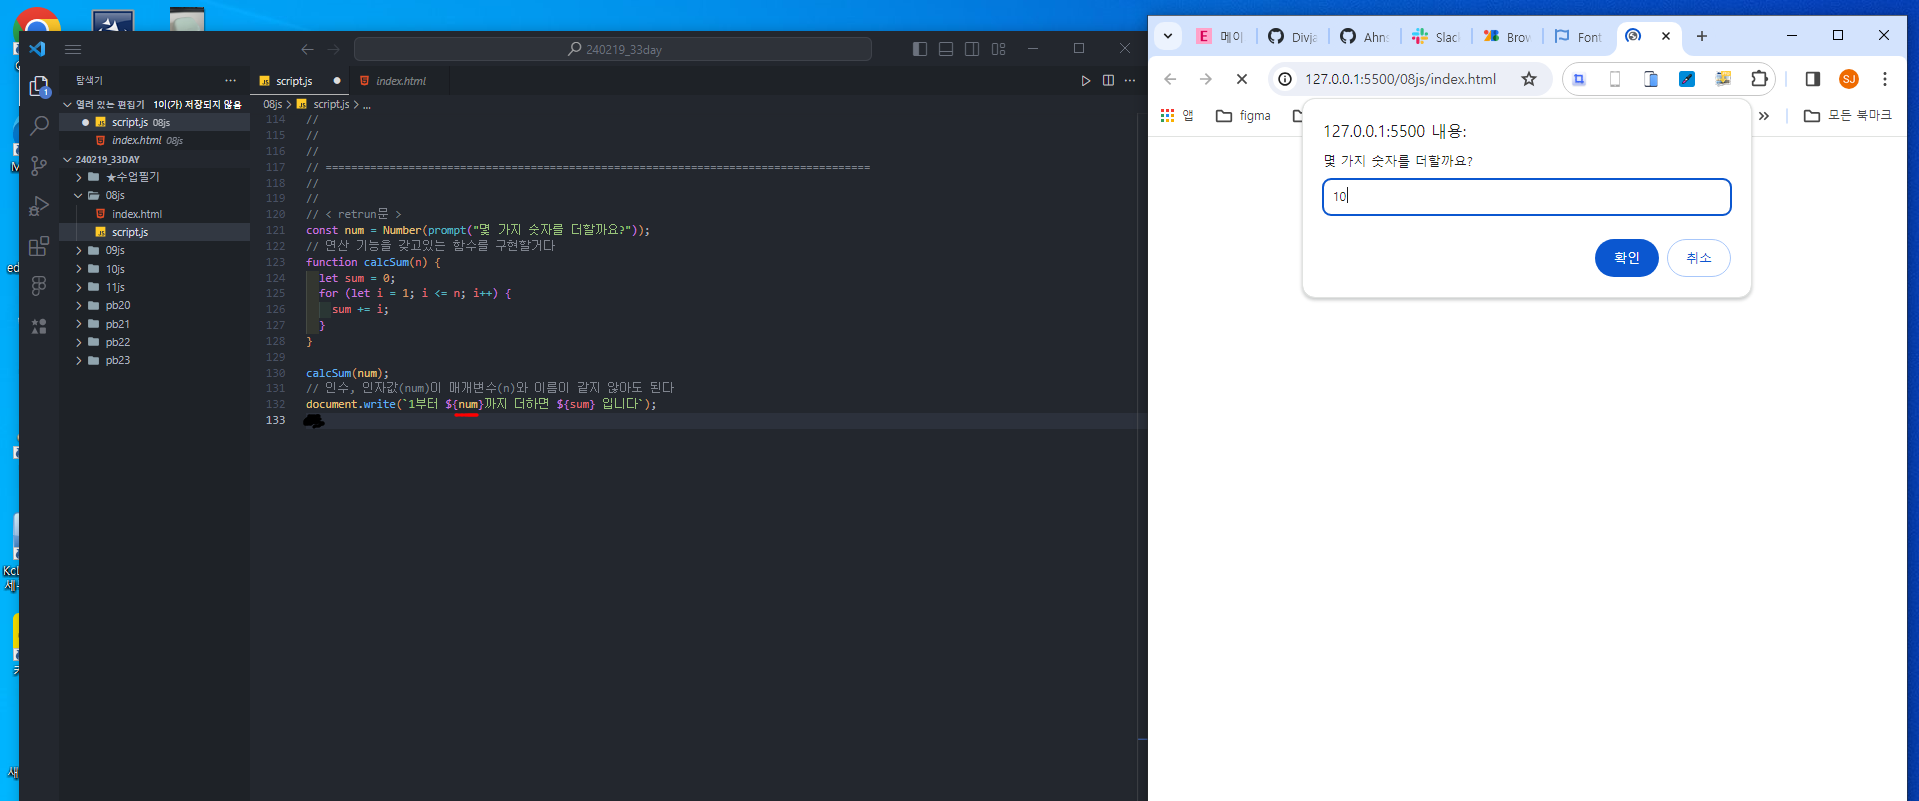 240219_33day
탐색기
script.js
index.html
열려 있는 편집기 1이(가) 저장되지 않음
script.js 08js
index.html 08js
240219_33DAY
★수업필기
08js
index.html
script.js
09js
10js
11js
pb20
pb21
pb22
pb23
08js > script.js > ...
114 //
115 //
116 //
117 // =====================================================================================
118 //
119 //
120 // < retrun문 >
121 const num = Number(prompt("몇 가지 숫자를 더할까요?"));
122 // 연산 기능을 갖고있는 함수를 구현할거다
123 function calcSum(n) {
124 let sum = 0;
125 for (let i = 1; i <= n; i++) {
126 sum += i;
127 }
128 }
129
130 calcSum(num);
131 // 인수, 인자값(num)이 매개변수(n)와 이름이 같지 않아도 된다
132 document.write(`1부터 ${num}까지 더하면 ${sum} 입니다`);
133
E 메이
Divja
Ahns
Slack
Brow
Font
127.0.0.1:5500/08js/index.html
SJ
앱
figma
모든 북마크
127.0.0.1:5500 내용:
몇 가지 숫자를 더할까요?
10
확인
취소